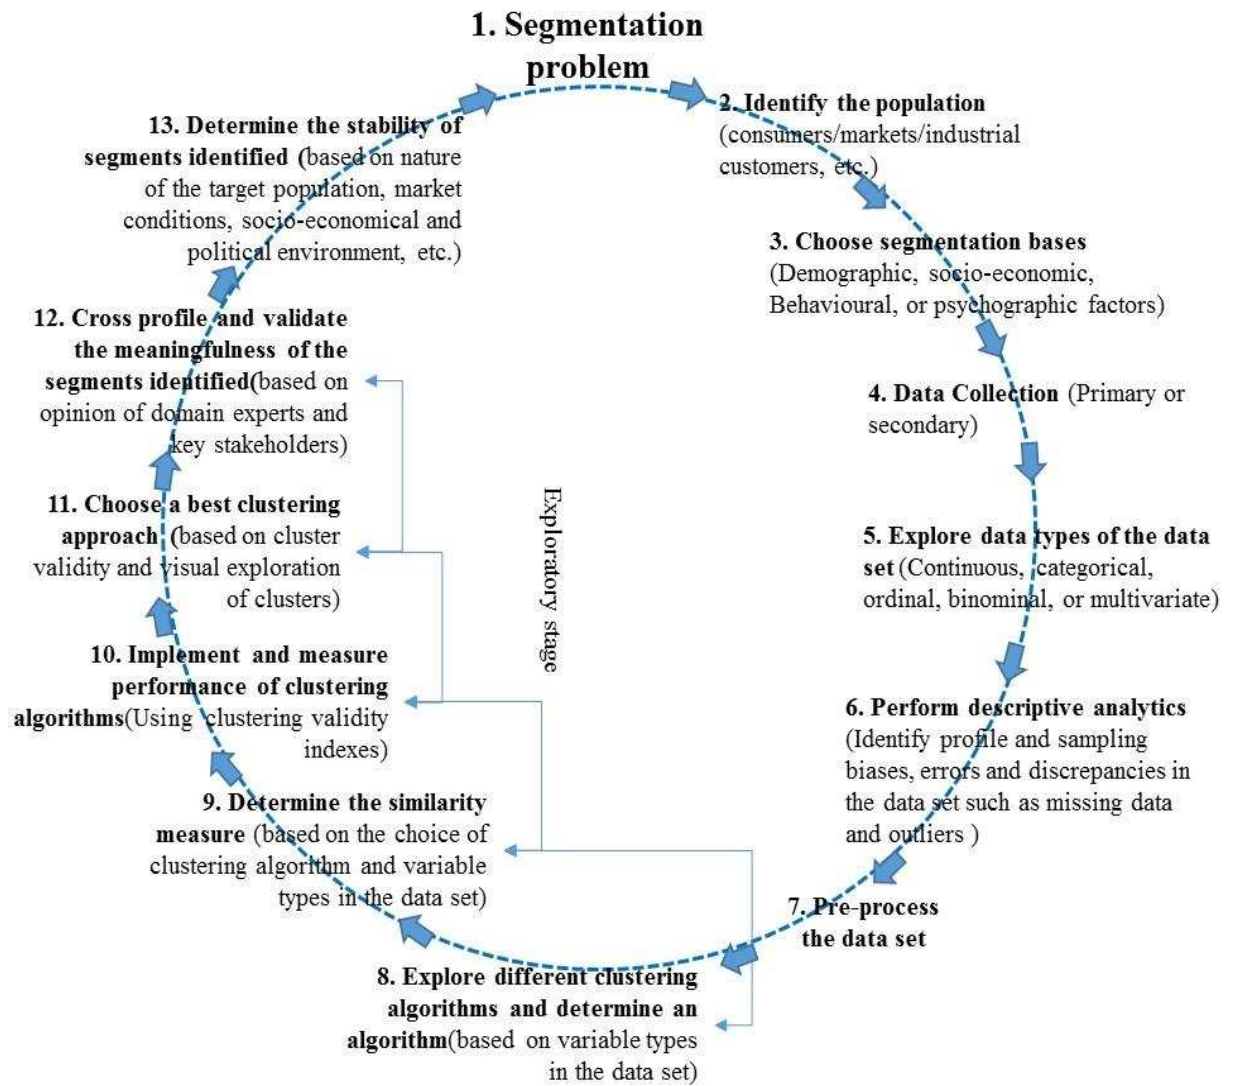 1. Segmentation
problem
2. Identify the population
(consumers/markets/industrial
customers, etc.)
3. Choose segmentation bases
(Demographic, socio-economic,
Behavioural, or psychographic factors)
4. Data Collection (Primary or
secondary)
5. Explore data types of the data
set (Continuous, categorical,
ordinal, binominal, or multivariate)
6. Perform descriptive analytics
(Identify profile and sampling
biases, errors and discrepancies in
the data set such as missing data
and outliers )
7. Pre-process
the data set
8. Explore different clustering
algorithms and determine an
algorithm(based on variable types
in the data set)
9. Determine the similarity
measure (based on the choice of
clustering algorithm and variable
types in the data set)
10. Implement and measure
performance of clustering
algorithms(Using clustering validity
indexes)
11. Choose a best clustering
approach (based on cluster
validity and visual exploration
of clusters)
12. Cross profile and validate
the meaningfulness of the
segments identified(based on
opinion of domain experts and
key stakeholders)
13. Determine the stability of
segments identified (based on nature
of the target population, market
conditions, socio-economical and
political environment, etc.)
Exploratory stage